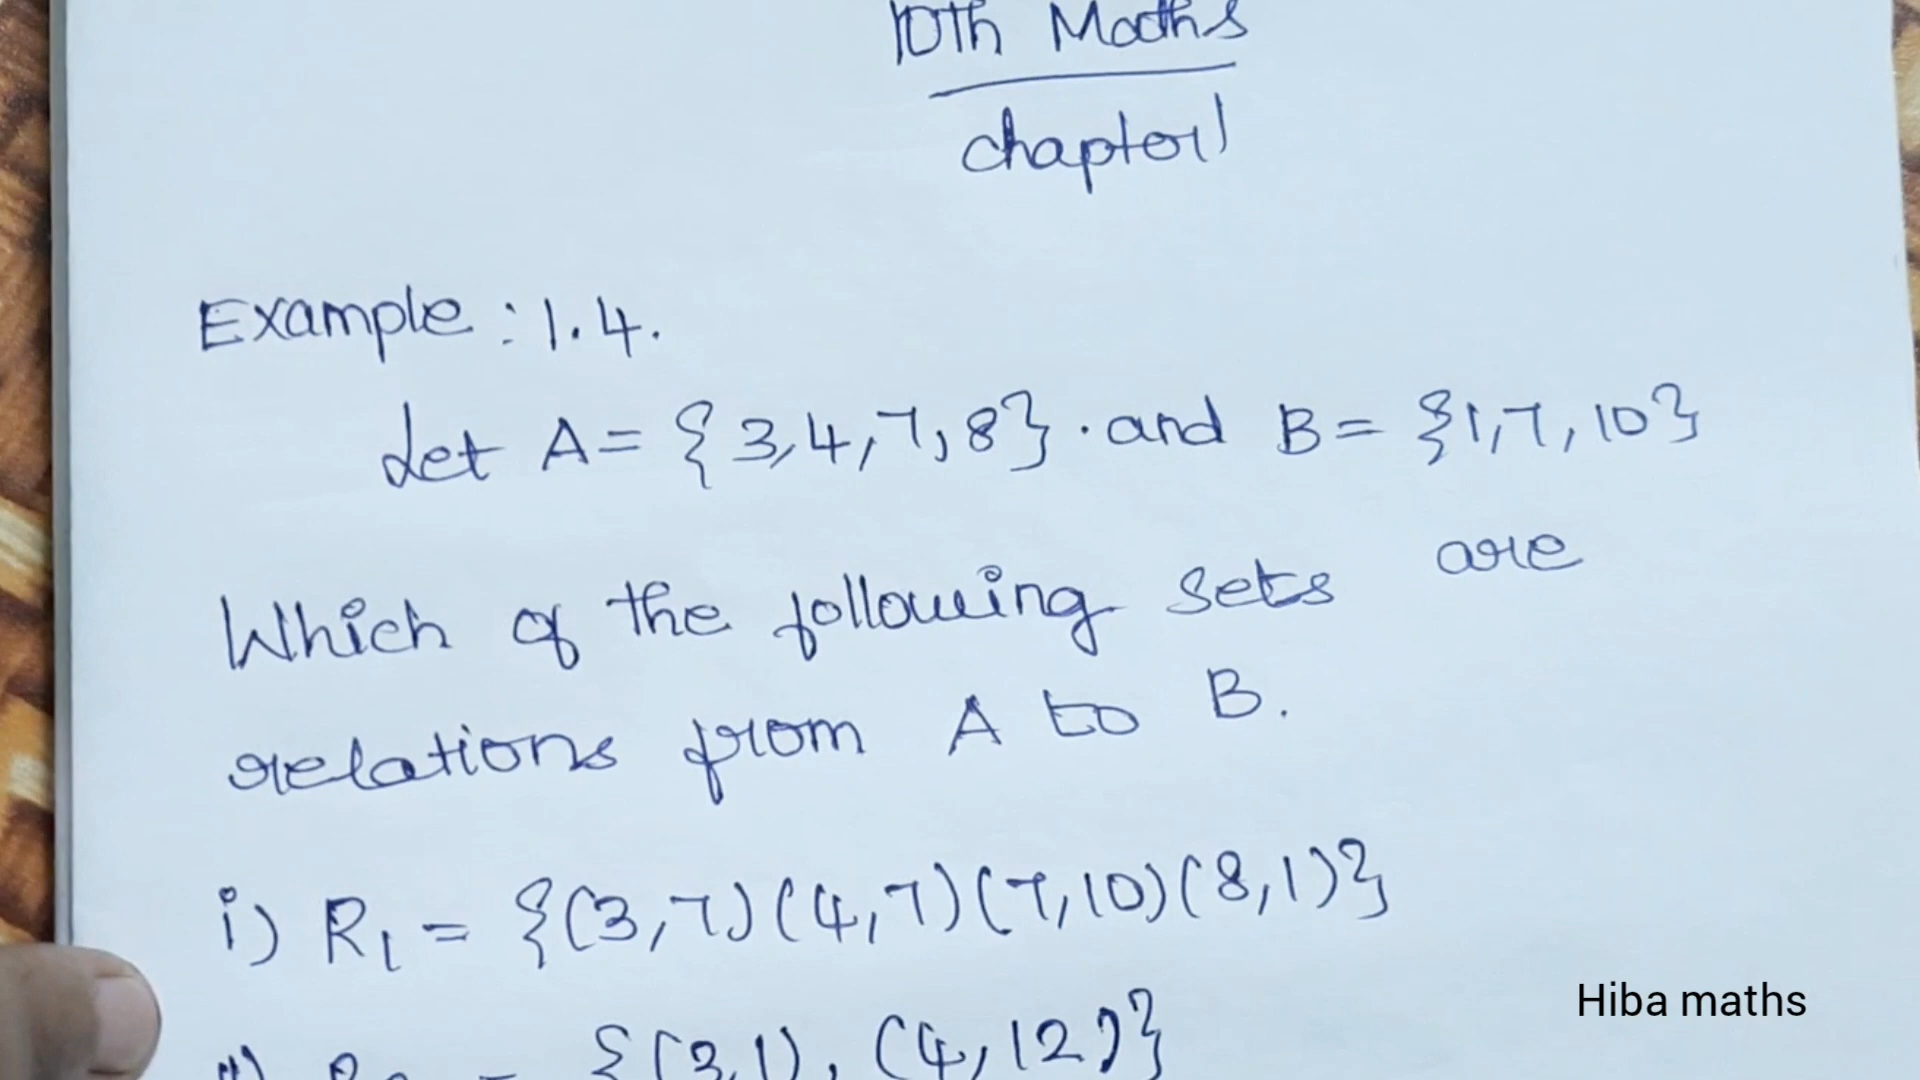 10Th Maths
chapter 1
Example : 1.4.
Let A = {3,4,7,8} . and B = {1,7,10}
Which of the following sets are
relations from A to B.
i) R₁ = {(3,7)(4,7)(7,10)(8,1)}
= {(3,1), (4,12)}
Hiba maths